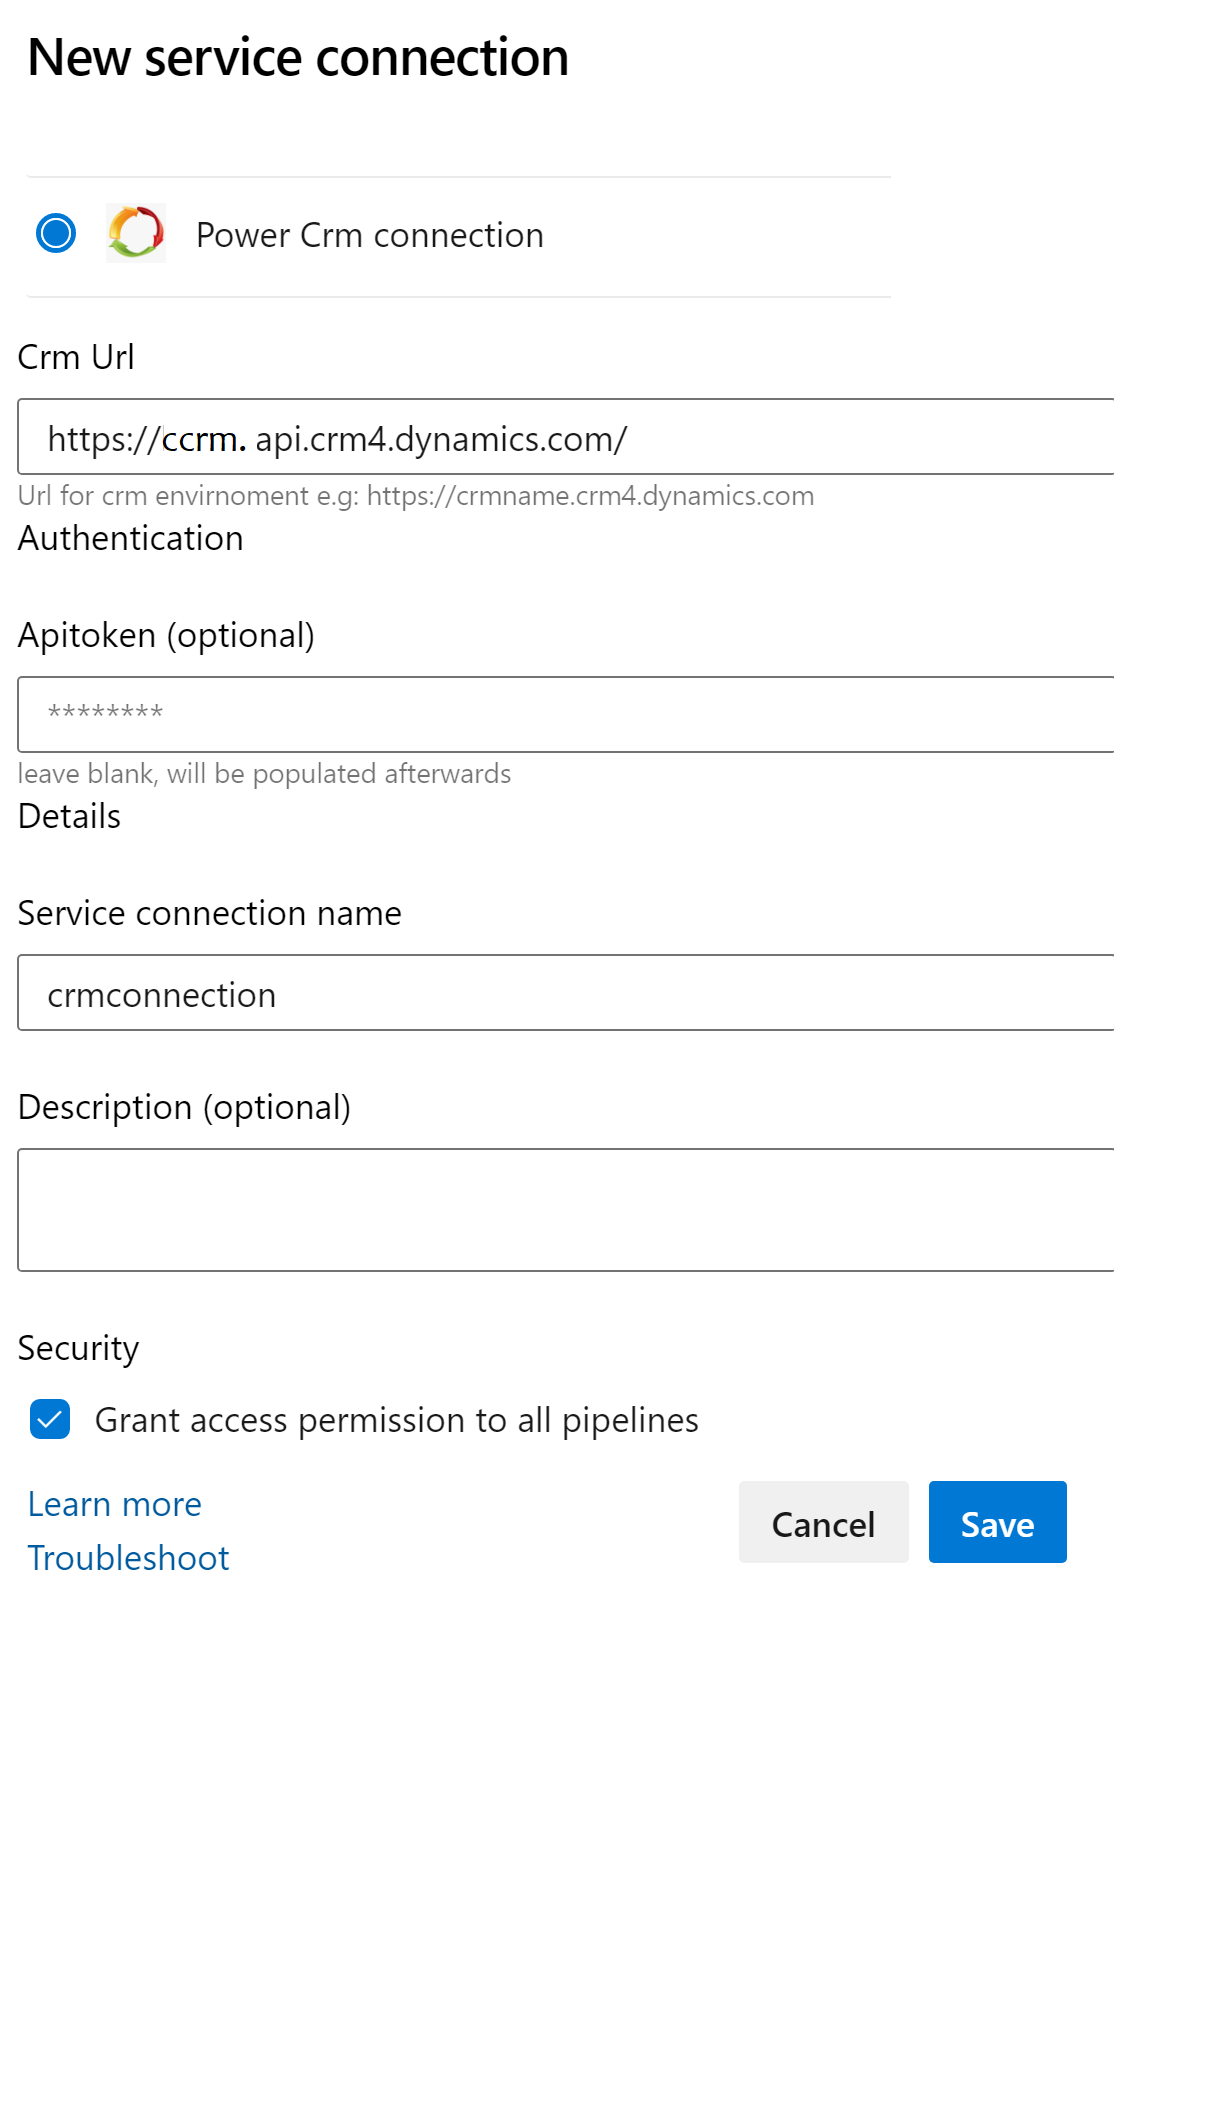 New service connection
Power Crm connection
Crm Url
https://ccrm. api.crm4.dynamics.com/
Url for crm envirnoment e.g: https://crmname.crm4.dynamics.com
Authentication
Apitoken (optional)
********
leave blank, will be populated afterwards
Details
Service connection name
crmconnection
Description (optional)
Security
Grant access permission to all pipelines
Learn more
Cancel
Save
Troubleshoot